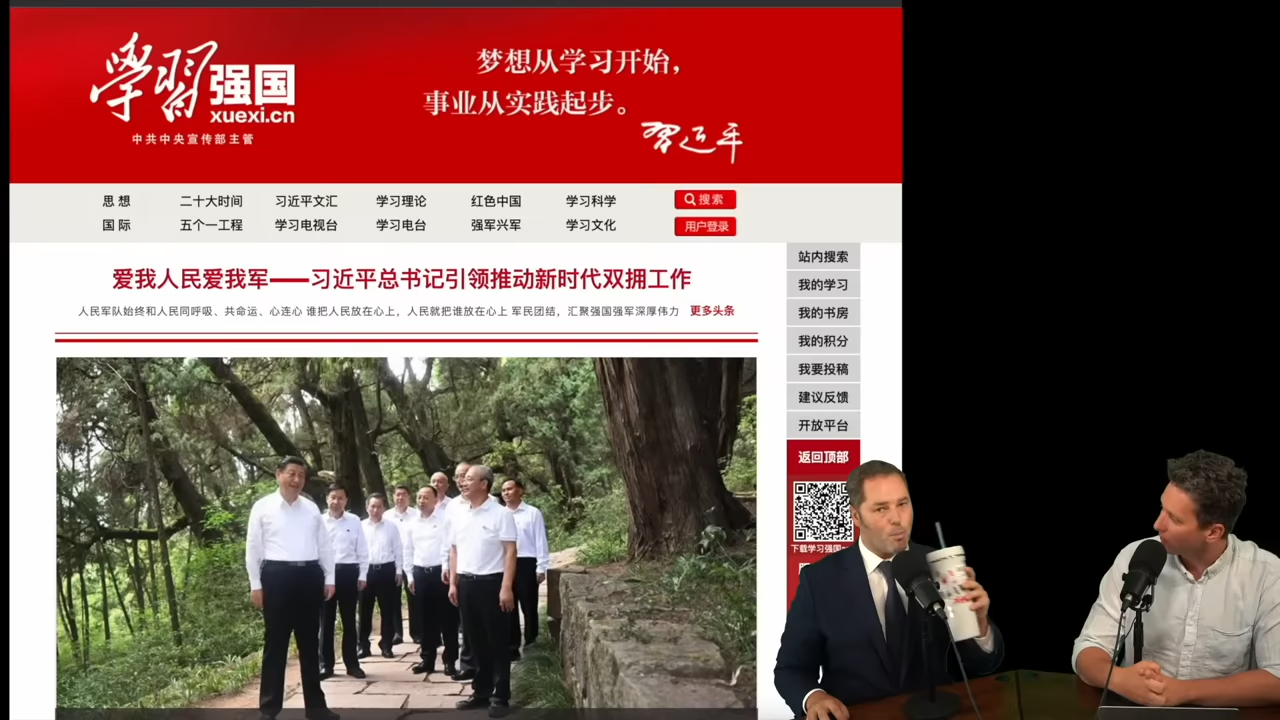 學習强国
xuexi.cn
中共中央宣传部主管
梦想从学习开始，
事业从实践起步。
习近平
思想 二十大时间 习近平文汇 学习理论 红色中国 学习科学 搜索
国际 五个一工程 学习电视台 学习电台 强军兴军 学习文化 用户登录
爱我人民爱我军——习近平总书记引领推动新时代双拥工作
人民军队始终和人民同呼吸、共命运、心连心 谁把人民放在心上，人民就把谁放在心上 军民团结，汇聚强国强军深厚伟力 更多头条
站内搜索
我的学习
我的书房
我的积分
我要投稿
建议反馈
开放平台
返回顶部
下载学习强国